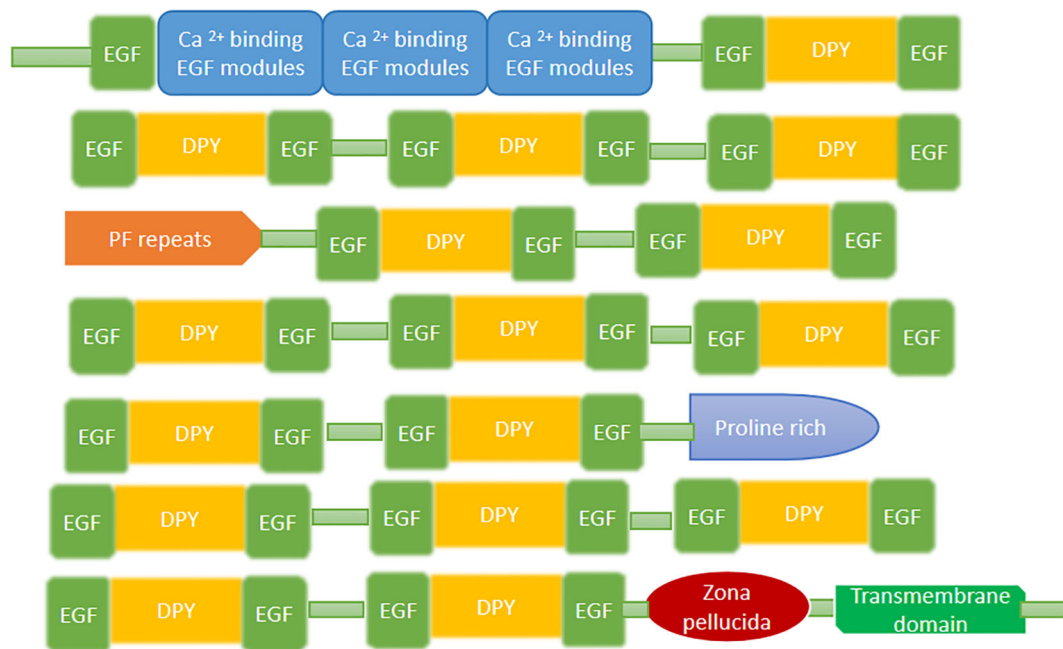 EGF Ca 2+ binding EGF modules Ca 2+ binding EGF modules Ca 2+ binding EGF modules EGF DPY EGF
EGF DPY EGF EGF DPY EGF EGF DPY EGF
PF repeats EGF DPY EGF EGF DPY EGF
EGF DPY EGF EGF DPY EGF EGF DPY EGF
EGF DPY EGF EGF DPY EGF Proline rich
EGF DPY EGF EGF DPY EGF EGF DPY EGF
EGF DPY EGF EGF DPY EGF Zona pellucida Transmembrane domain